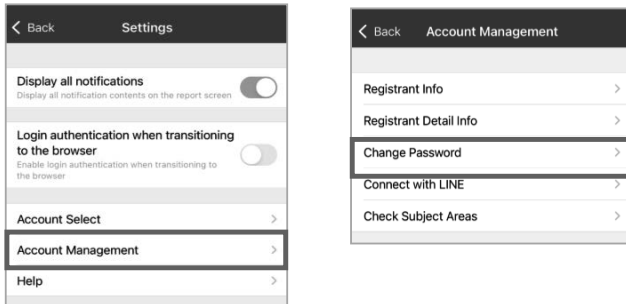 Back Settings
Display all notifications
Display all notification contents on the report screen
Login authentication when transitioning
to the browser
Enable login authentication when transitioning to
the browser
Account Select
Account Management
Help
Back Account Management
Registrant Info
Registrant Detail Info
Change Password
Connect with LINE
Check Subject Areas